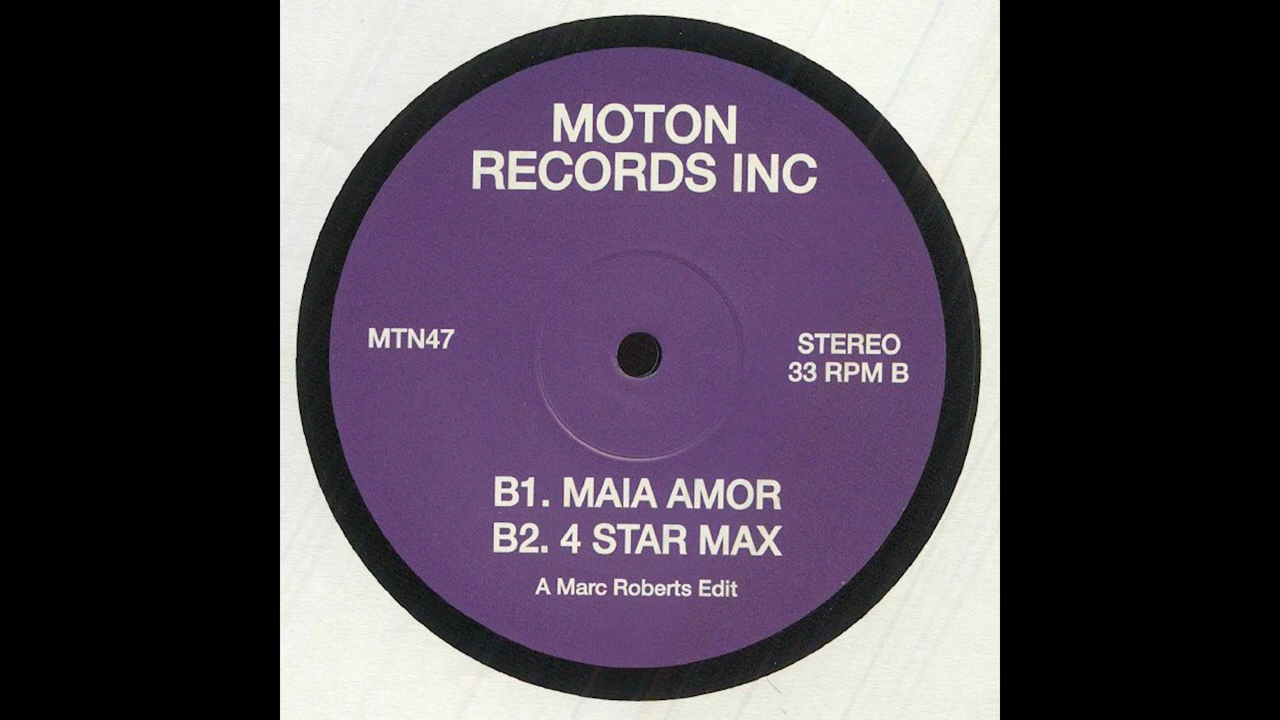 MOTON
RECORDS INC
MTN47
STEREO
33 RPM B
B1. MAIA AMOR
B2. 4 STAR MAX
A Marc Roberts Edit